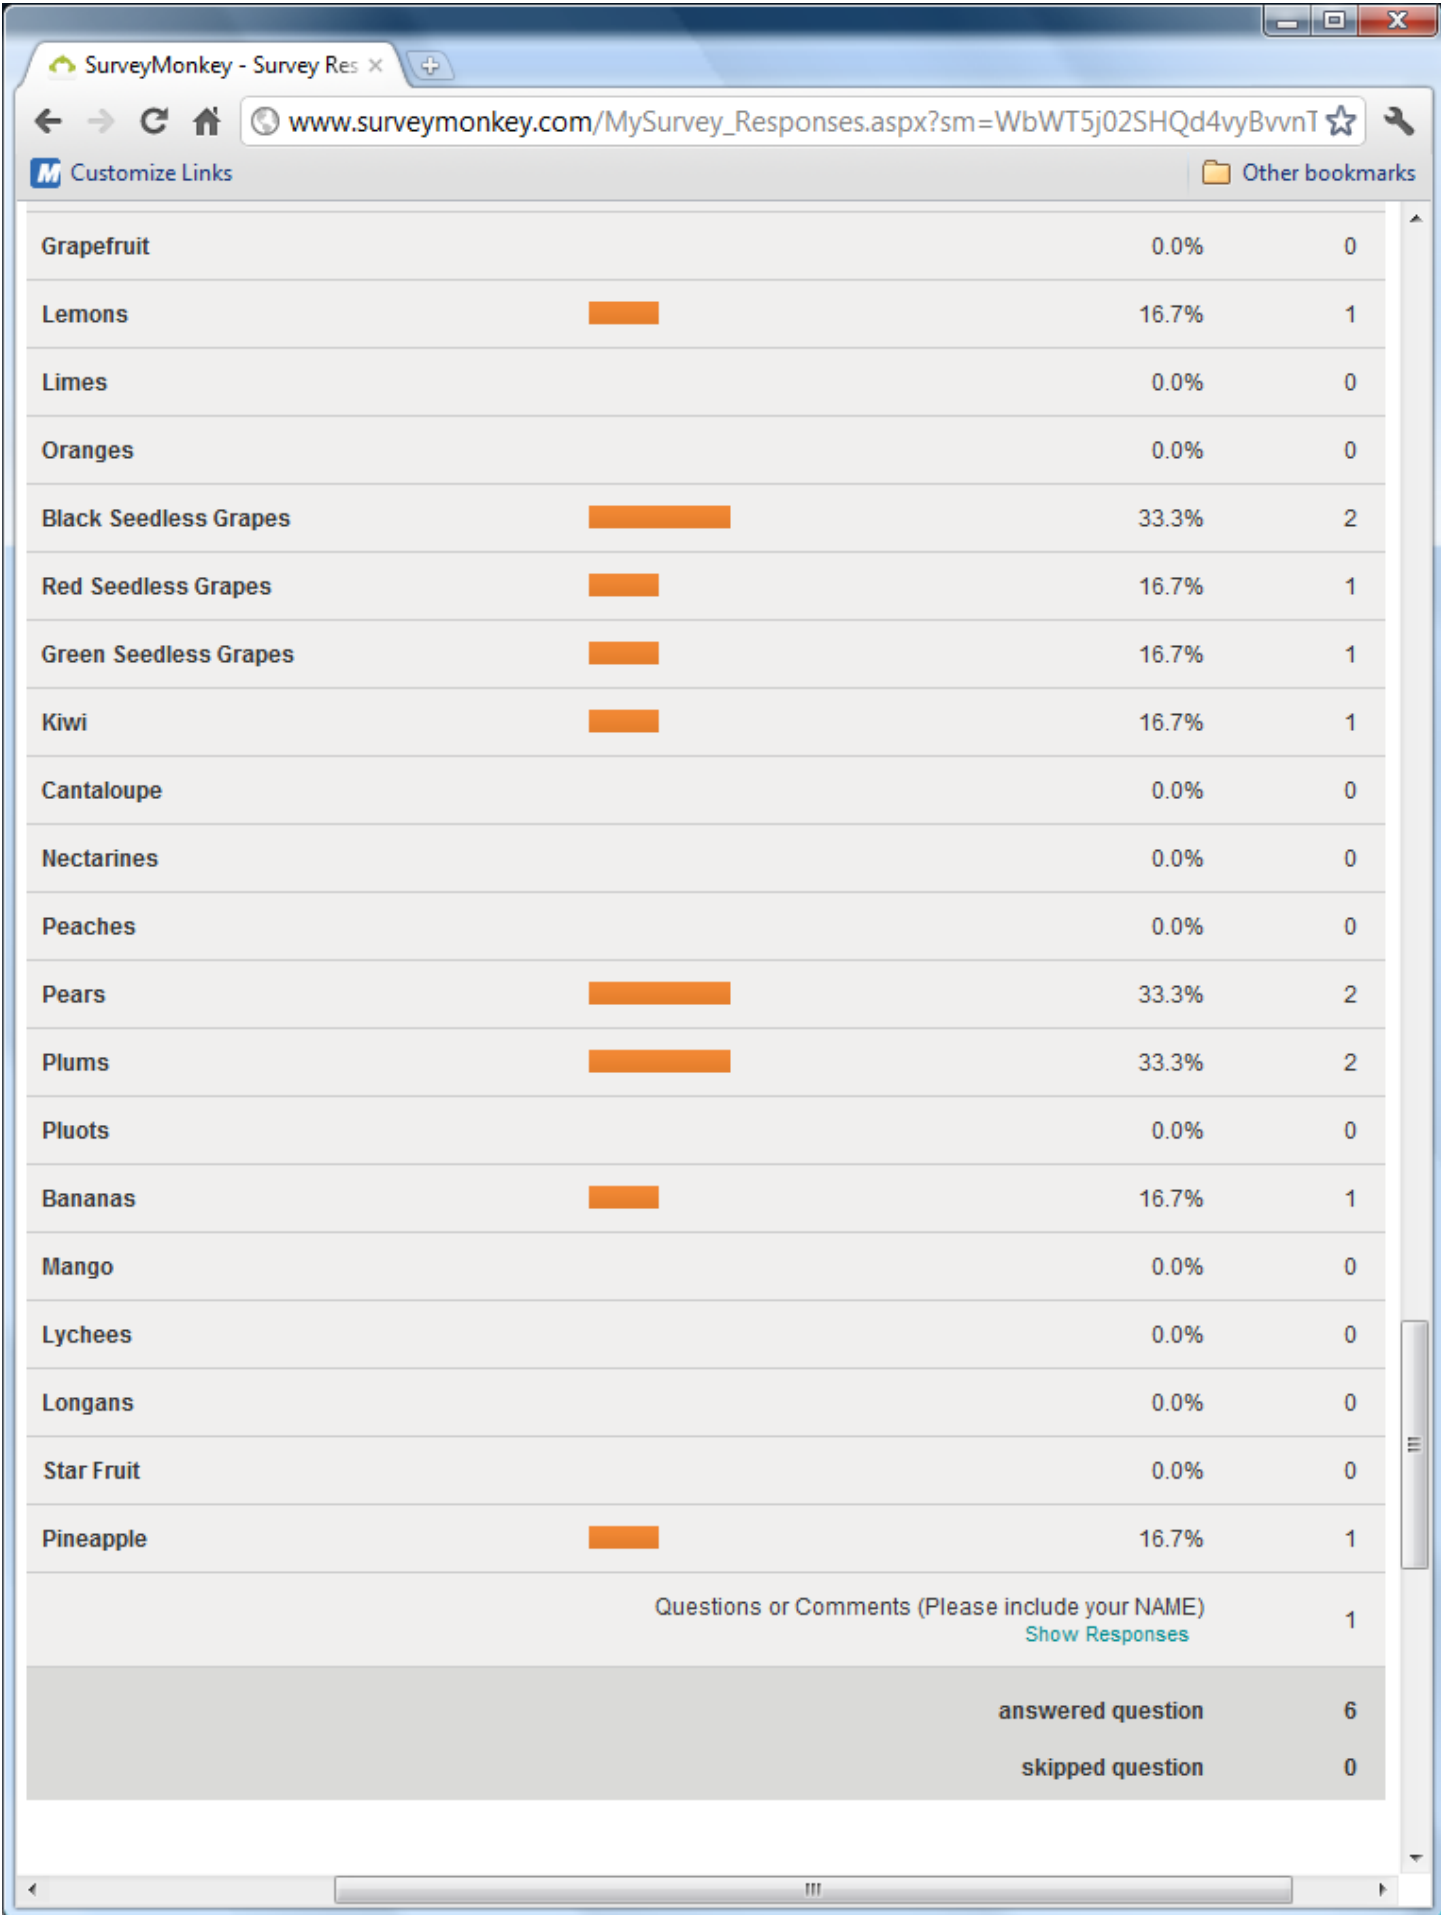 SurveyMonkey - Survey Res
www.surveymonkey.com/MySurvey_Responses.aspx?sm=WbWT5j02SHQd4vyBvvnT
Customize Links Other bookmarks
Grapefruit 0.0% 0
Lemons 16.7% 1
Limes 0.0% 0
Oranges 0.0% 0
Black Seedless Grapes 33.3% 2
Red Seedless Grapes 16.7% 1
Green Seedless Grapes 16.7% 1
Kiwi 16.7% 1
Cantaloupe 0.0% 0
Nectarines 0.0% 0
Peaches 0.0% 0
Pears 33.3% 2
Plums 33.3% 2
Pluots 0.0% 0
Bananas 16.7% 1
Mango 0.0% 0
Lychees 0.0% 0
Longans 0.0% 0
Star Fruit 0.0% 0
Pineapple 16.7% 1
Questions or Comments (Please include your NAME) 1
Show Responses
answered question 6
skipped question 0